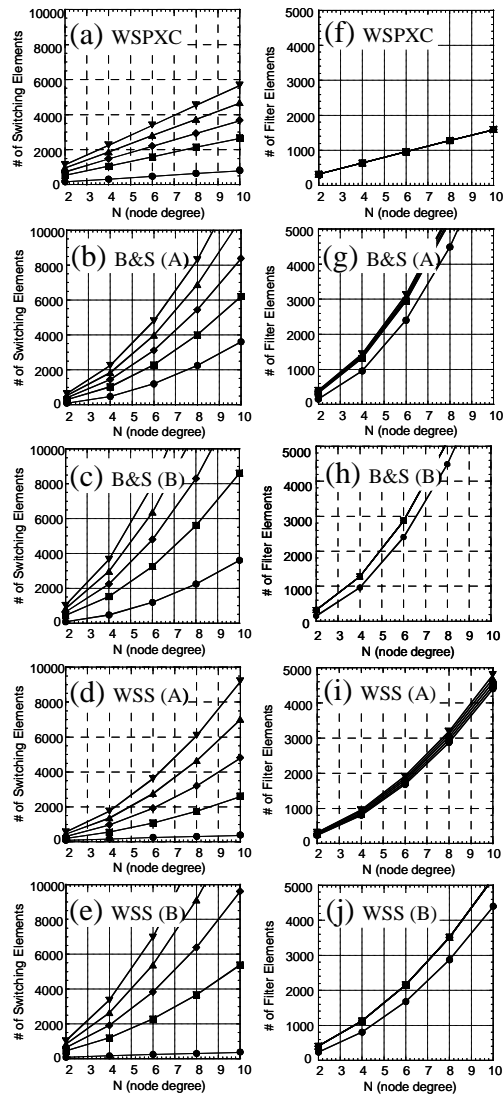 (a) WSPXC
# of Switching Elements
10000
8000
6000
4000
2000
0
2 3 4 5 6 7 8 9 10
N (node degree)
(f) WSPXC
# of Filter Elements
5000
4000
3000
2000
1000
0
2 3 4 5 6 7 8 9 10
N (node degree)
(b) B&S (A)
# of Switching Elements
10000
8000
6000
4000
2000
0
2 3 4 5 6 7 8 9 10
N (node degree)
(g) B&S (A)
# of Filter Elements
5000
4000
3000
2000
1000
0
2 3 4 5 6 7 8 9 10
N (node degree)
(c) B&S (B)
# of Switching Elements
10000
8000
6000
4000
2000
0
2 3 4 5 6 7 8 9 10
N (node degree)
(h) B&S (B)
# of Filter Elements
5000
4000
3000
2000
1000
0
2 3 4 5 6 7 8 9 10
N (node degree)
(d) WSS (A)
# of Switching Elements
10000
8000
6000
4000
2000
0
2 3 4 5 6 7 8 9 10
N (node degree)
(i) WSS (A)
# of Filter Elements
5000
4000
3000
2000
1000
0
2 3 4 5 6 7 8 9 10
N (node degree)
(e) WSS (B)
# of Switching Elements
10000
8000
6000
4000
2000
0
2 3 4 5 6 7 8 9 10
N (node degree)
(j) WSS (B)
# of Filter Elements
5000
4000
3000
2000
1000
0
2 3 4 5 6 7 8 9 10
N (node degree)